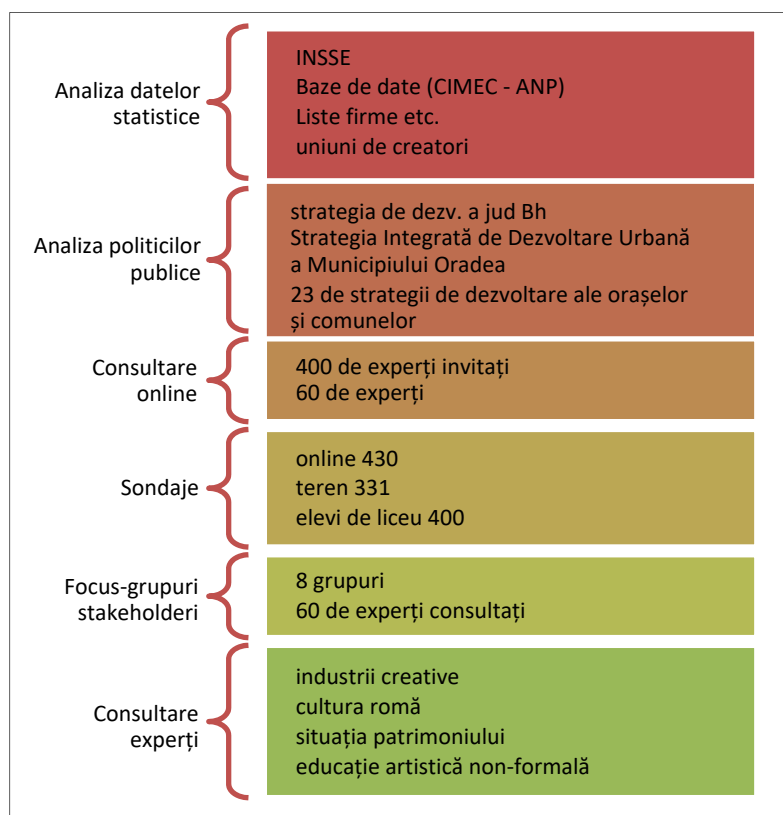 Analiza datelor
statistice
INSSE
Baze de date (CIMEC - ANP)
Liste firme etc.
uniuni de creatori
Analiza politicilor
publice
strategia de dezv. a jud Bh
Strategia Integrată de Dezvoltare Urbană
a Municipiului Oradea
23 de strategii de dezvoltare ale orașelor
și comunelor
Consultare
online
400 de experți invitați
60 de experți
Sondaje
online 430
teren 331
elevi de liceu 400
Focus-grupuri
stakeholderi
8 grupuri
60 de experți consultați
Consultare
experți
industrii creative
cultura romă
situația patrimoniului
educație artistică non-formală